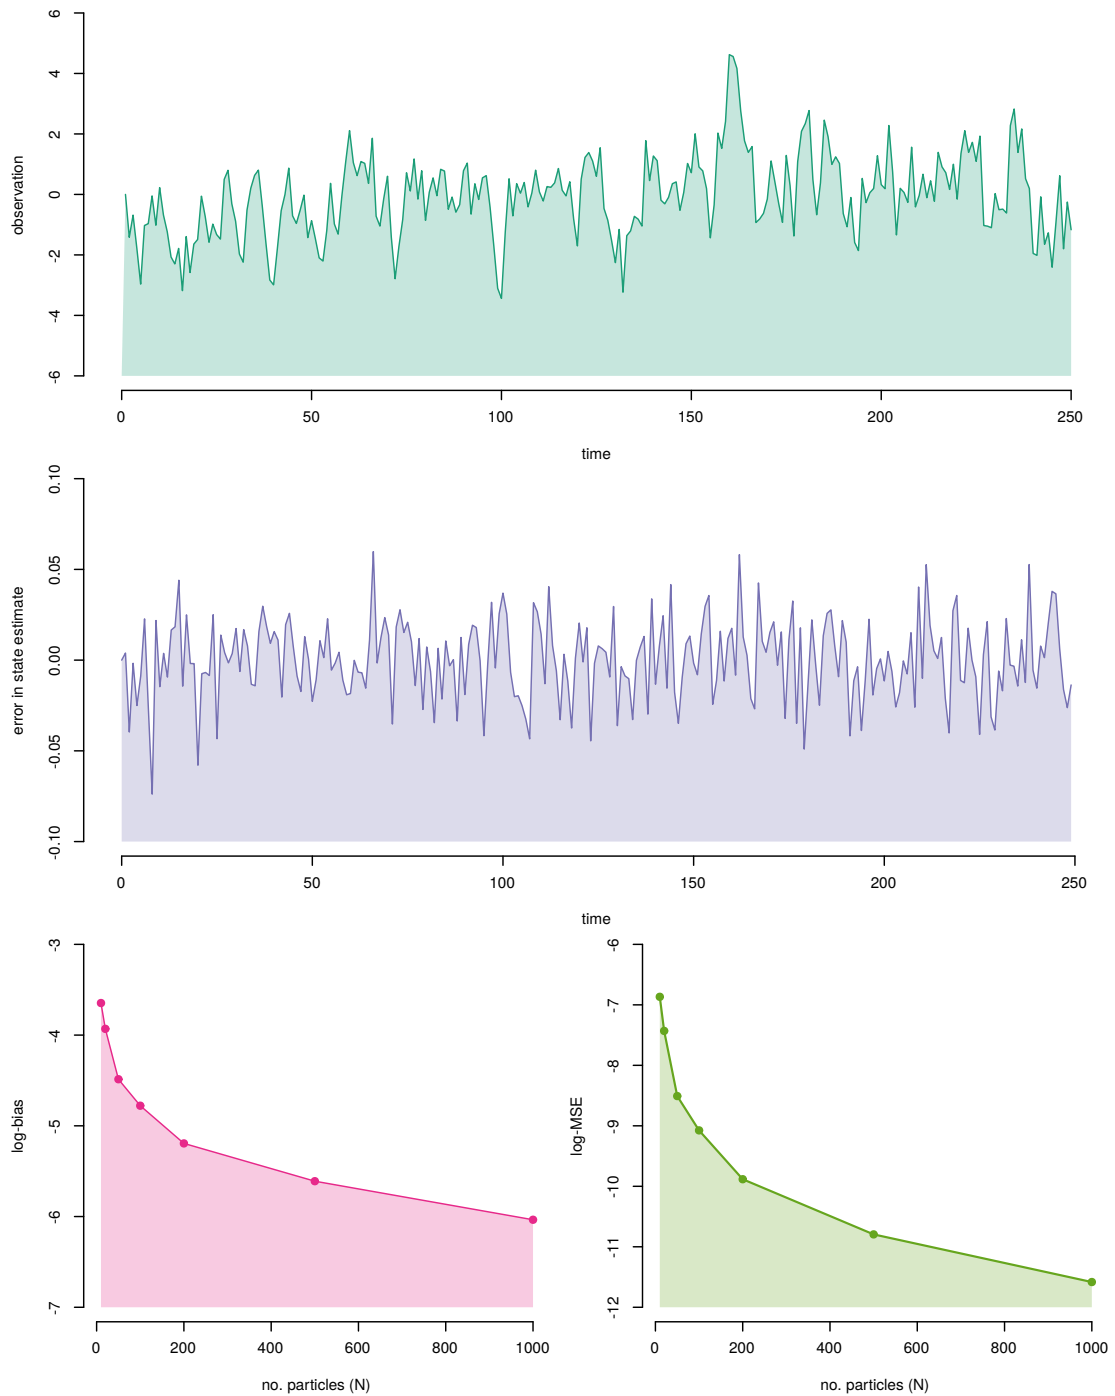 6
4
2
0
-2
-4
-6
observation
0 50 100 150 200 250
time
0.10
0.05
0.00
-0.05
-0.10
error in state estimate
0 50 100 150 200 250
time
-3
-4
-5
-6
-7
log-bias
0 200 400 600 800 1000
no. particles (N)
-6
-7
-8
-9
-10
-11
-12
log-MSE
0 200 400 600 800 1000
no. particles (N)